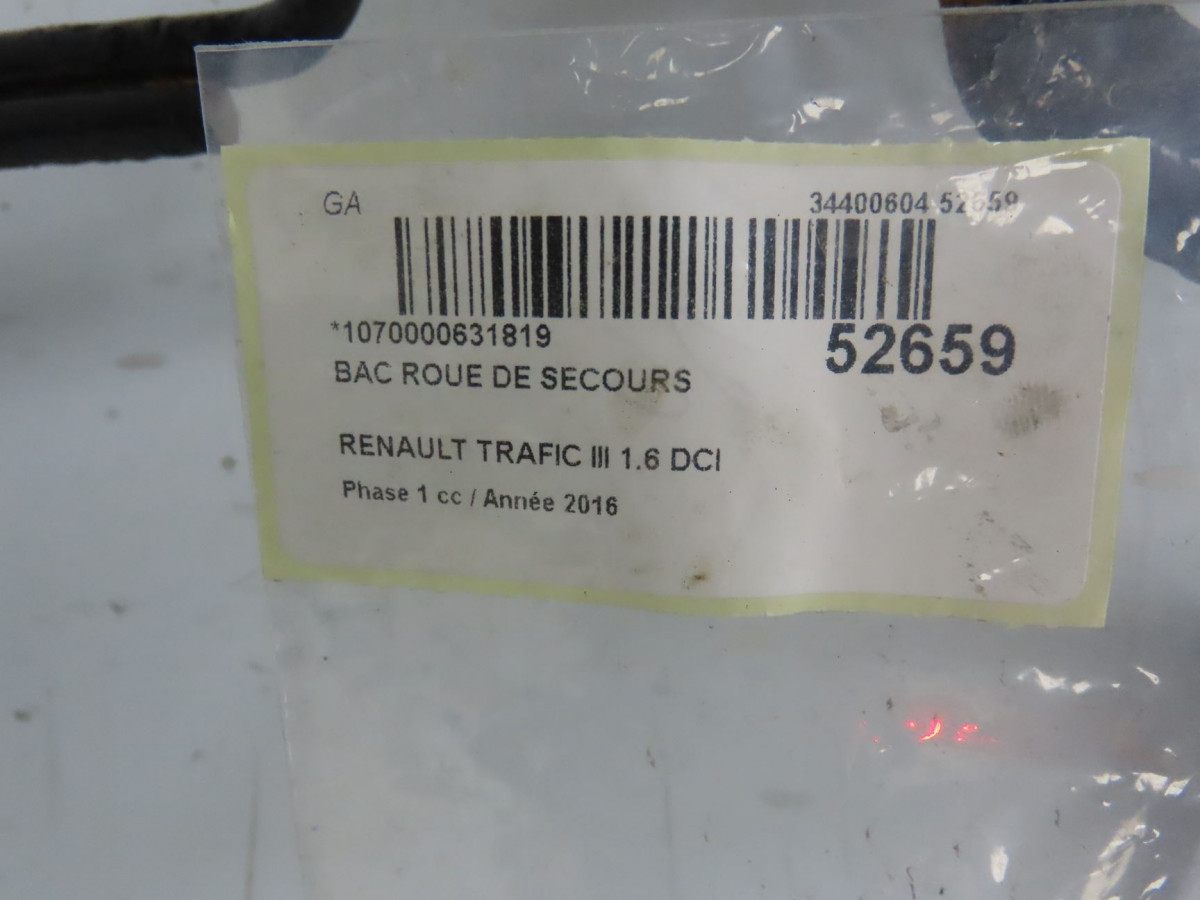 GA
34400604 52659
*1070000631819
52659
BAC ROUE DE SECOURS
RENAULT TRAFIC III 1.6 DCI
Phase 1 cc / Année 2016